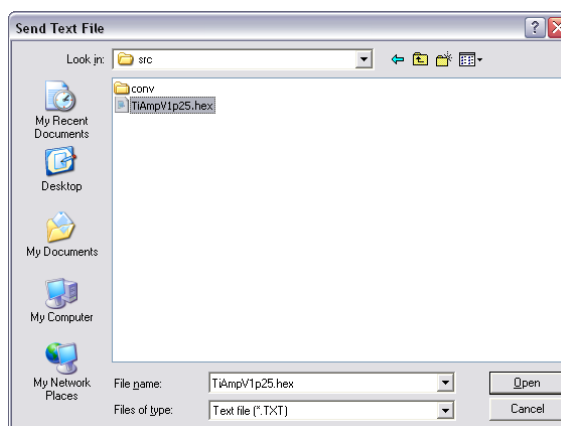 Send Text File
Look in: src
conv
TiAmpV1p25.hex
My Recent
Documents
Desktop
My Documents
My Computer
My Network
Places
File name: TiAmpV1p25.hex Open
Files of type: Text file (*.TXT) Cancel